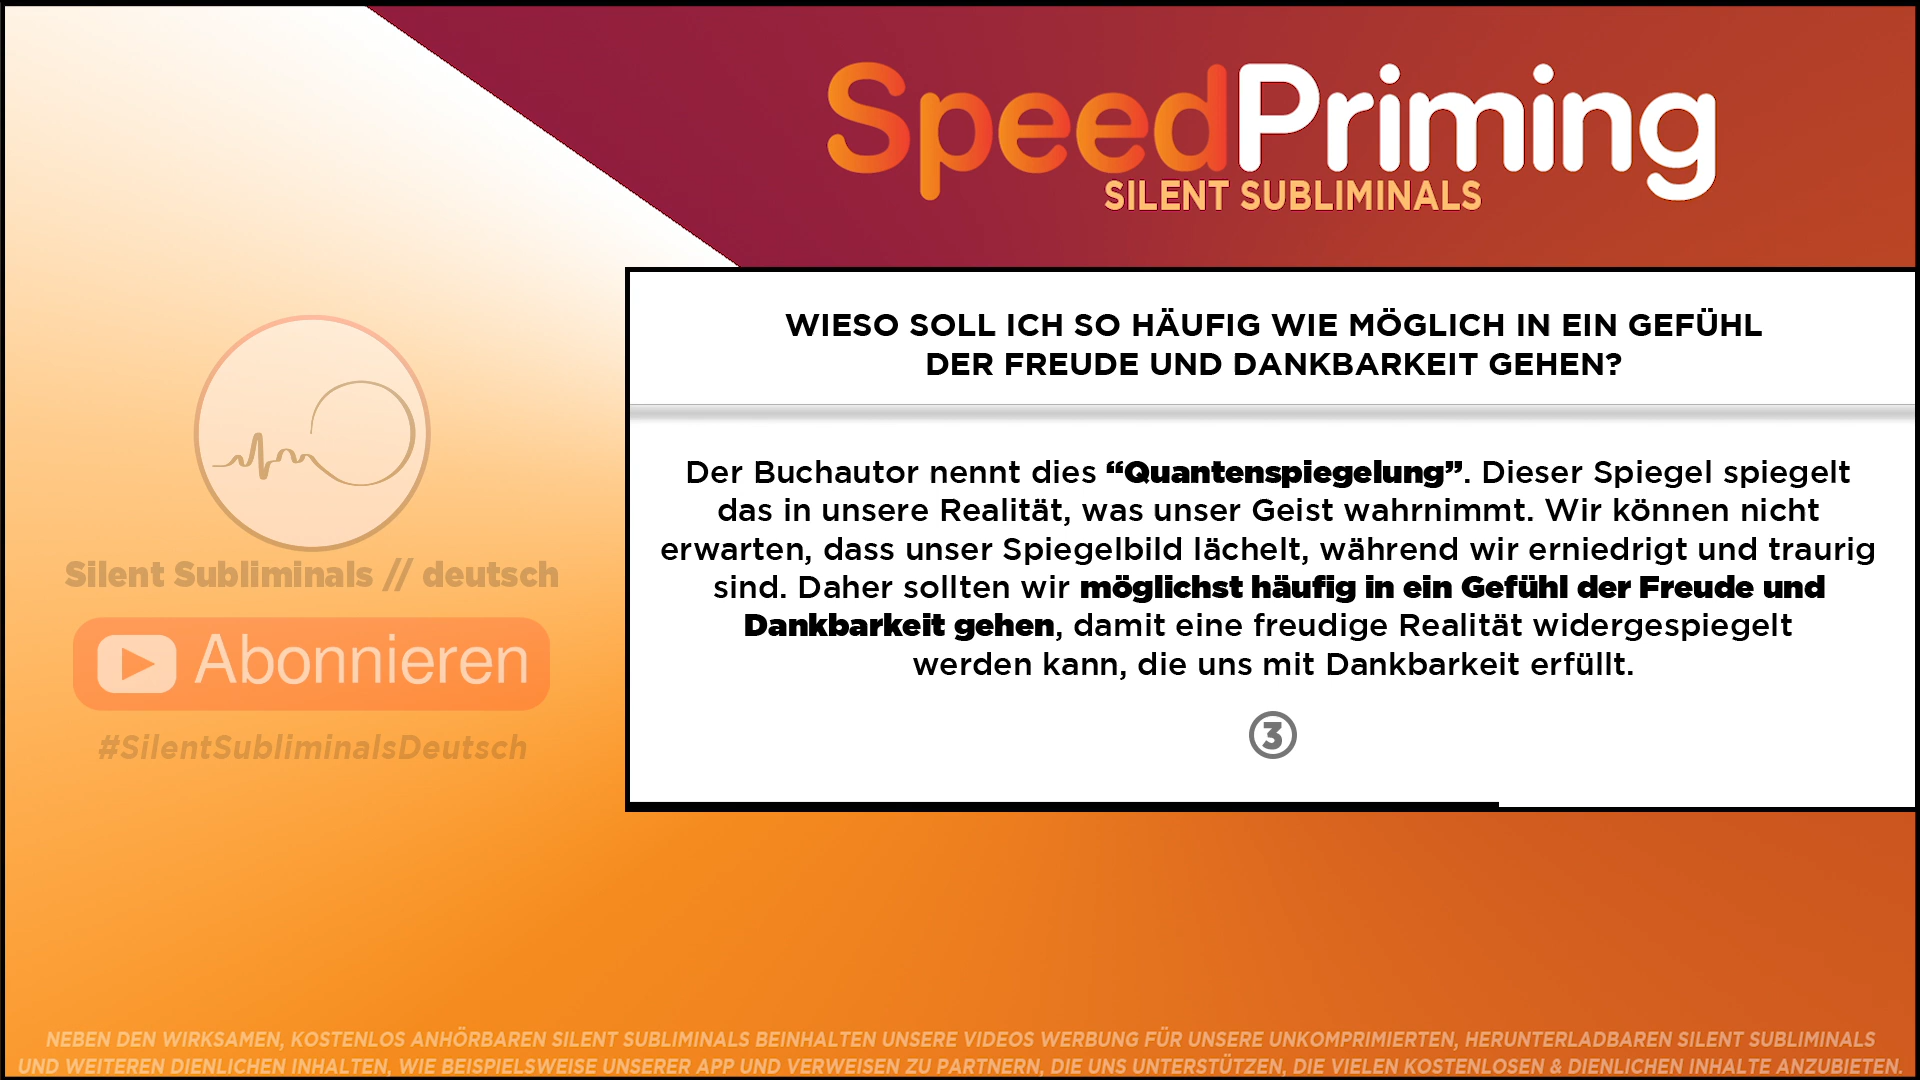 SpeedPriming
SILENT SUBLIMINALS
WIESO SOLL ICH SO HÄUFIG WIE MÖGLICH IN EIN GEFÜHL
DER FREUDE UND DANKBARKEIT GEHEN?
Der Buchautor nennt dies “Quantenspiegelung”. Dieser Spiegel spiegelt
das in unsere Realität, was unser Geist wahrnimmt. Wir können nicht
erwarten, dass unser Spiegelbild lächelt, während wir erniedrigt und traurig
sind. Daher sollten wir möglichst häufig in ein Gefühl der Freude und
Dankbarkeit gehen, damit eine freudige Realität widergespiegelt
werden kann, die uns mit Dankbarkeit erfüllt.
3
Silent Subliminals // deutsch
Abonnieren
#SilentSubliminalsDeutsch
NEBEN DEN WIRKSAMEN, KOSTENLOS ANHÖRBAREN SILENT SUBLIMINALS BEINHALTEN UNSERE VIDEOS WERBUNG FÜR UNSERE UNKOMPRIMIERTEN, HERUNTERLADBAREN SILENT SUBLIMINALS
UND WEITEREN DIENLICHEN INHALTEN, WIE BEISPIELSWEISE UNSERER APP UND VERWEISEN ZU PARTNERN, DIE UNS UNTERSTÜTZEN, DIE VIELEN KOSTENLOSEN & DIENLICHEN INHALTE ANZUBIETEN.